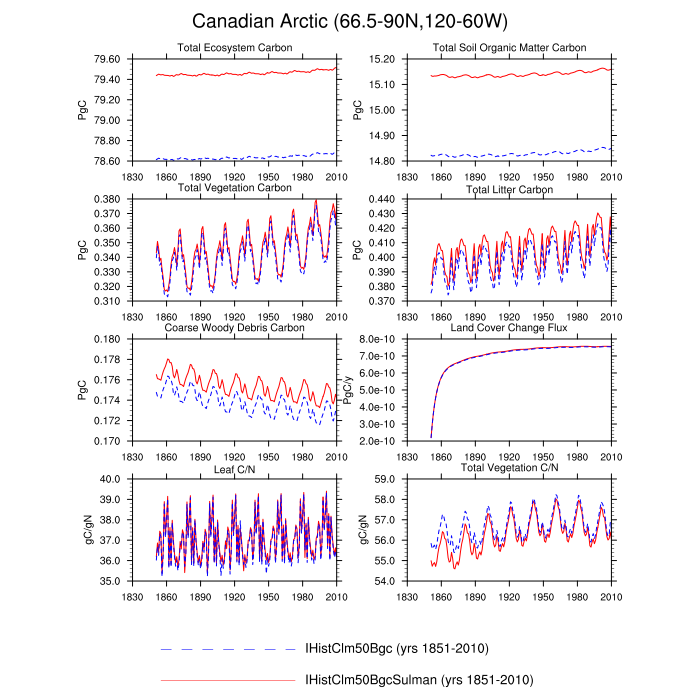 Canadian Arctic (66.5-90N,120-60W)
Total Ecosystem Carbon
PgC
79.60
79.40
79.20
79.00
78.80
78.60
1830 1860 1890 1920 1950 1980 2010
Total Soil Organic Matter Carbon
PgC
15.20
15.10
15.00
14.90
14.80
1830 1860 1890 1920 1950 1980 2010
Total Vegetation Carbon
PgC
0.380
0.370
0.360
0.350
0.340
0.330
0.320
0.310
1830 1860 1890 1920 1950 1980 2010
Total Litter Carbon
PgC
0.440
0.430
0.420
0.410
0.400
0.390
0.380
0.370
1830 1860 1890 1920 1950 1980 2010
Coarse Woody Debris Carbon
PgC
0.180
0.178
0.176
0.174
0.172
0.170
1830 1860 1890 1920 1950 1980 2010
Land Cover Change Flux
PgC/y
8.0e-10
7.0e-10
6.0e-10
5.0e-10
4.0e-10
3.0e-10
2.0e-10
1830 1860 1890 1920 1950 1980 2010
Leaf C/N
gC/gN
40.0
39.0
38.0
37.0
36.0
35.0
1830 1860 1890 1920 1950 1980 2010
Total Vegetation C/N
gC/gN
59.0
58.0
57.0
56.0
55.0
54.0
1830 1860 1890 1920 1950 1980 2010
IHistClm50Bgc (yrs 1851-2010)
IHistClm50BgcSulman (yrs 1851-2010)